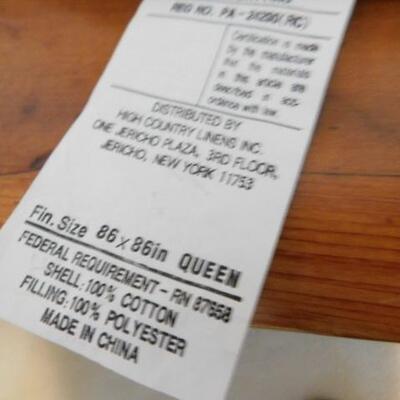 REG NO. PA - (RC)
Certification is made
by the manufacturer
that the materials
in this article are
described in acc-
ordance with law.
DISTRIBUTED BY
HIGH COUNTRY LINENS INC.
ONE JERICHO PLAZA, 3RD FLOOR,
JERICHO, NEW YORK 11753
Fin. Size 86 x 86in QUEEN
FEDERAL REQUIREMENT - RN 87658
SHELL: 100% COTTON
FILLING: 100% POLYESTER
MADE IN CHINA